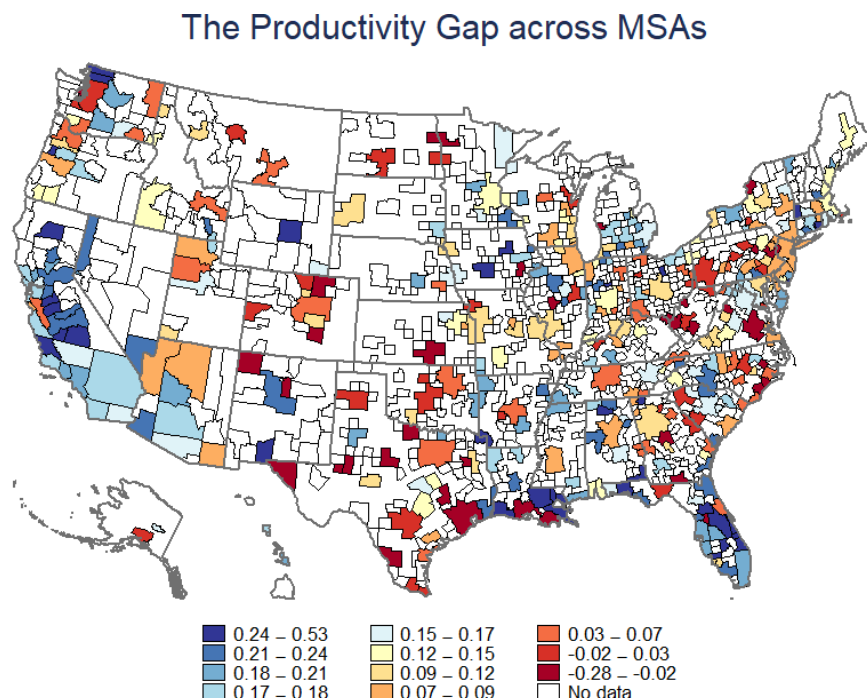 The Productivity Gap across MSAs
0.24 – 0.53
0.21 – 0.24
0.18 – 0.21
0.17 – 0.18
0.15 – 0.17
0.12 – 0.15
0.09 – 0.12
0.07 – 0.09
0.03 – 0.07
-0.02 – 0.03
-0.28 – -0.02
No data